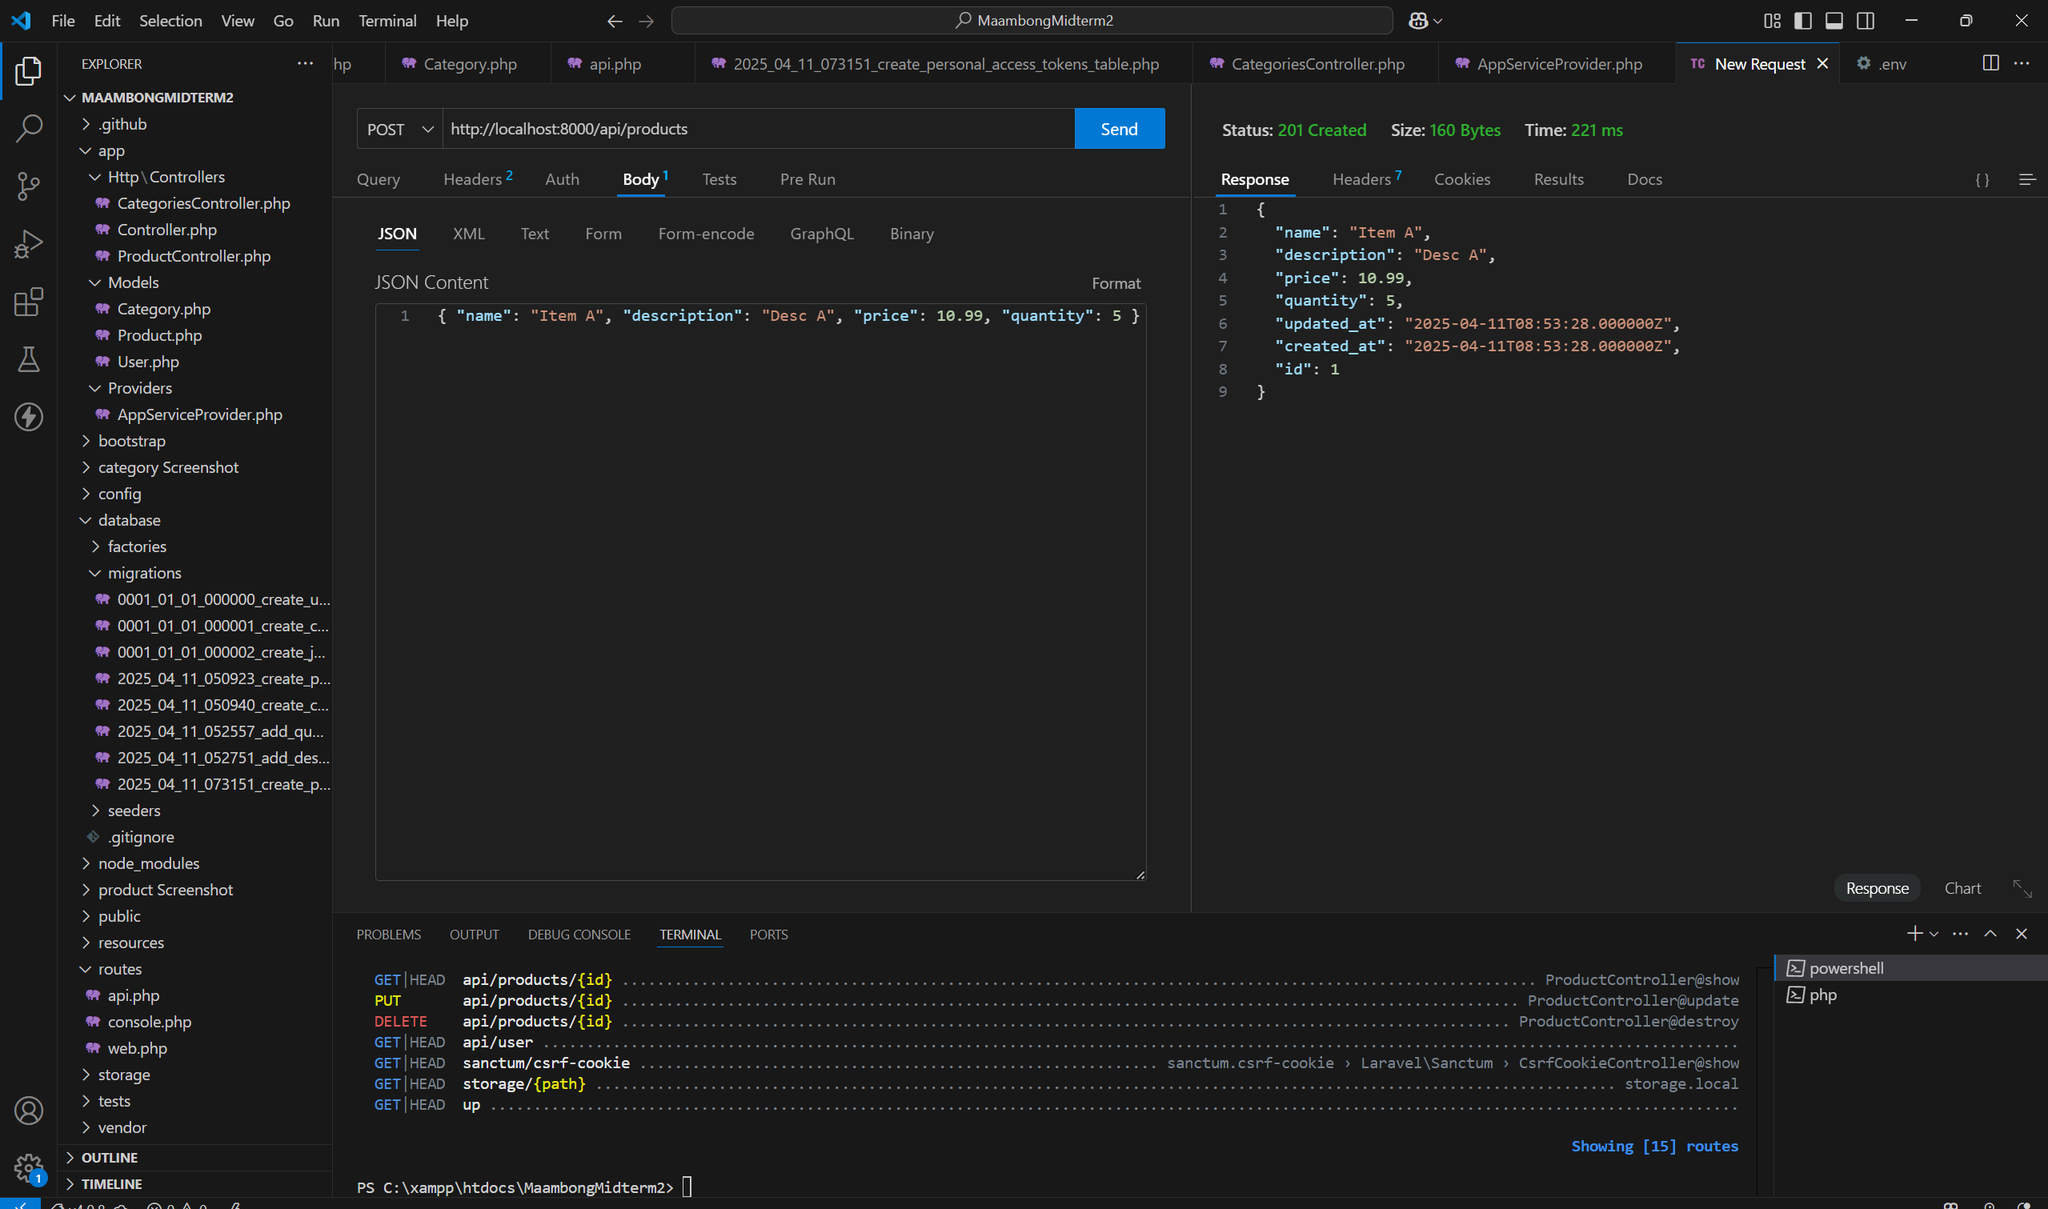 File Edit Selection View Go Run Terminal Help
MaambongMidterm2
EXPLORER
hp
Category.php
api.php
2025_04_11_073151_create_personal_access_tokens_table.php
CategoriesController.php
AppServiceProvider.php
TC New Request
.env
MAAMBONGMIDTERM2
.github
app
Http\Controllers
CategoriesController.php
Controller.php
ProductController.php
Models
Category.php
Product.php
User.php
Providers
AppServiceProvider.php
bootstrap
category Screenshot
config
database
factories
migrations
0001_01_01_000000_create_u...
0001_01_01_000001_create_c...
0001_01_01_000002_create_j...
2025_04_11_050923_create_p...
2025_04_11_050940_create_c...
2025_04_11_052557_add_qu...
2025_04_11_052751_add_des...
2025_04_11_073151_create_p...
seeders
.gitignore
node_modules
product Screenshot
public
resources
routes
api.php
console.php
web.php
storage
tests
vendor
OUTLINE
TIMELINE
1
POST http://localhost:8000/api/products Send
Query Headers 2 Auth Body 1 Tests Pre Run
JSON XML Text Form Form-encode GraphQL Binary
JSON Content Format
1 { "name": "Item A", "description": "Desc A", "price": 10.99, "quantity": 5 }
Status: 201 Created Size: 160 Bytes Time: 221 ms
Response Headers 7 Cookies Results Docs { }
1 {
2 "name": "Item A",
3 "description": "Desc A",
4 "price": 10.99,
5 "quantity": 5,
6 "updated_at": "2025-04-11T08:53:28.000000Z",
7 "created_at": "2025-04-11T08:53:28.000000Z",
8 "id": 1
9 }
Response Chart
PROBLEMS OUTPUT DEBUG CONSOLE TERMINAL PORTS
GET|HEAD api/products/{id} ........ ProductController@show
PUT api/products/{id} ........ ProductController@update
DELETE api/products/{id} ........ ProductController@destroy
GET|HEAD api/user ........
GET|HEAD sanctum/csrf-cookie ........ sanctum.csrf-cookie › Laravel\Sanctum › CsrfCookieController@show
GET|HEAD storage/{path} ........ storage.local
GET|HEAD up ........
Showing [15] routes
PS C:\xampp\htdocs\MaambongMidterm2>
powershell
php